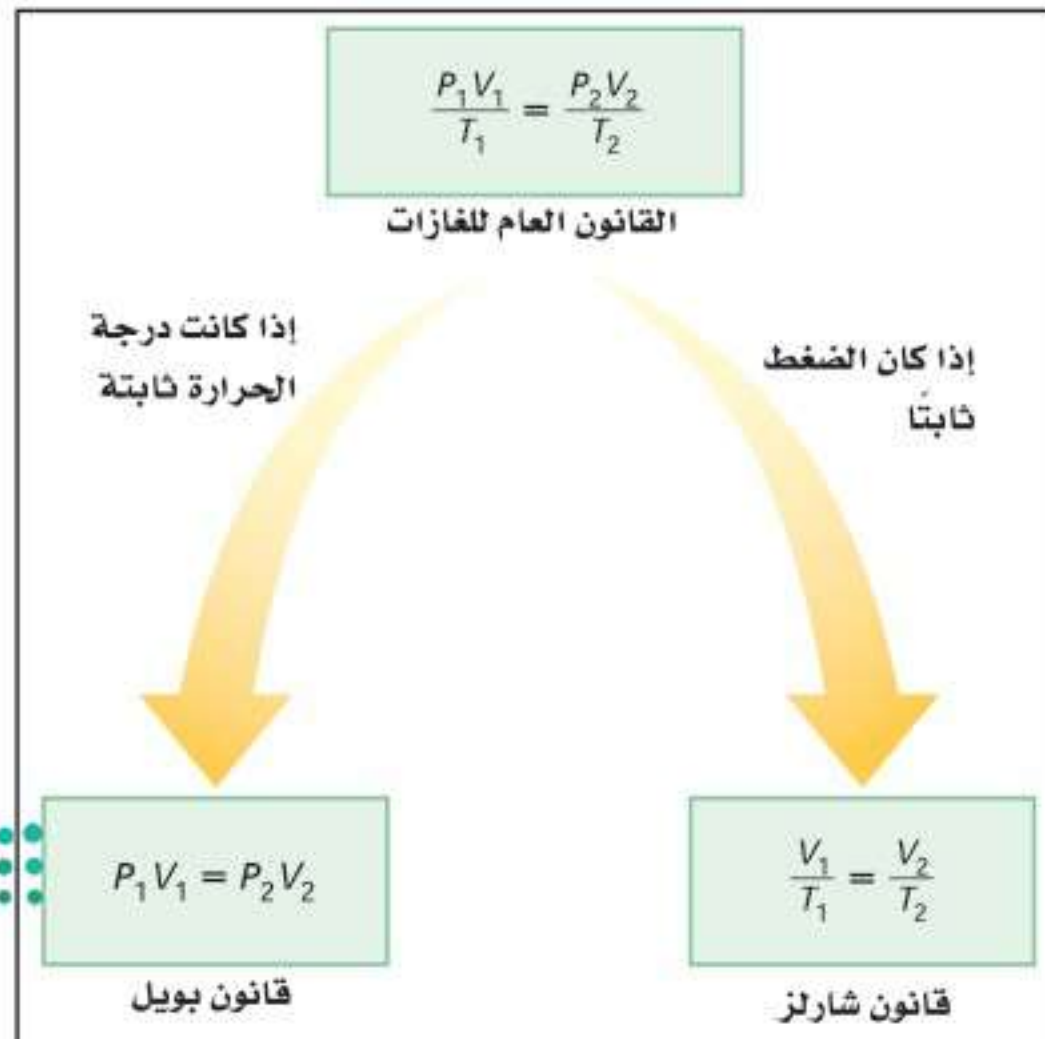 P₁V₁/T₁ = P₂V₂/T₂
القانون العام للغازات
إذا كان الضغط
ثابتًا
إذا كانت درجة
الحرارة ثابتة
V₁/T₁ = V₂/T₂
قانون شارلز
P₁V₁ = P₂V₂
قانون بويل